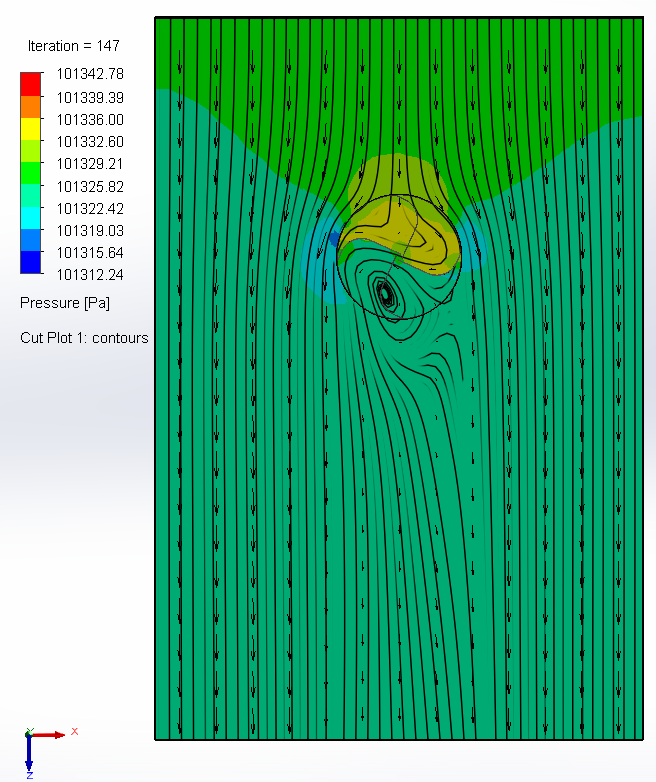 Iteration = 147
101342.78
101339.39
101336.00
101332.60
101329.21
101325.82
101322.42
101319.03
101315.64
101312.24
Pressure [Pa]
Cut Plot 1: contours
Y
X
Z